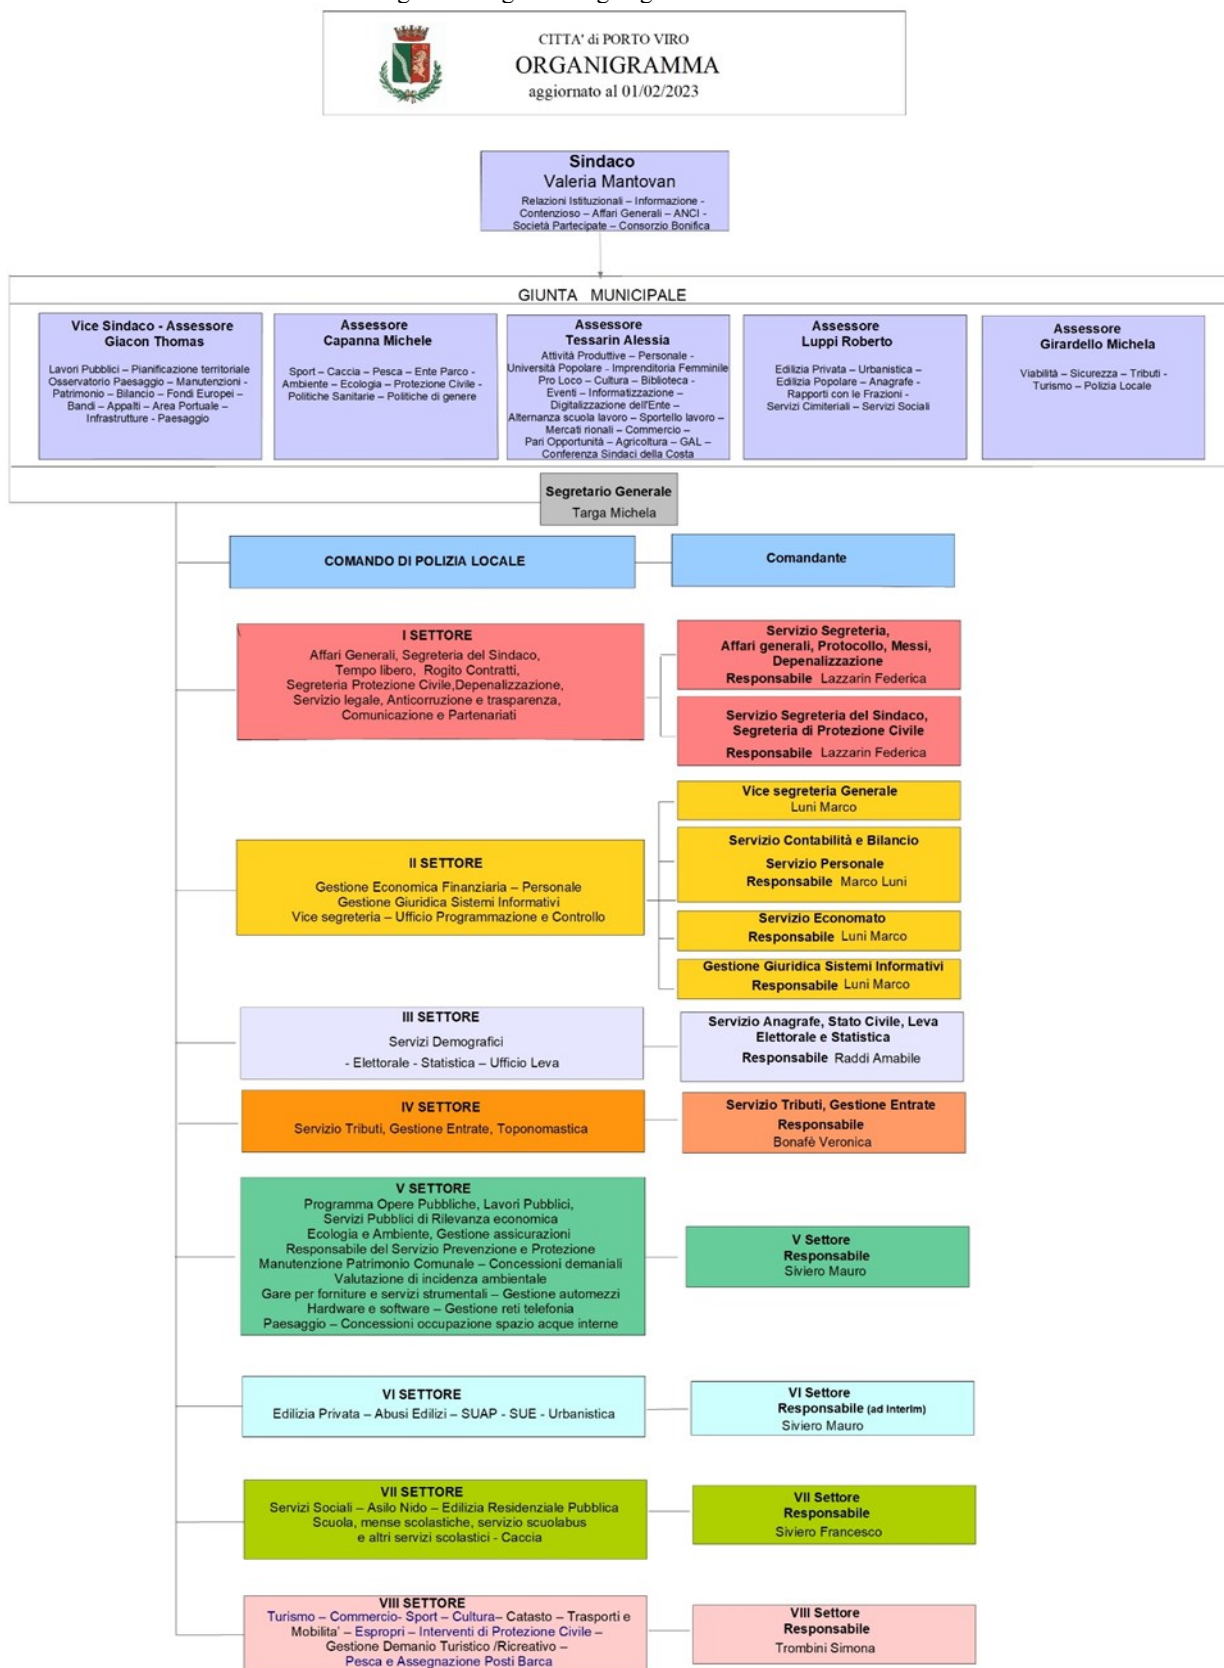 CITTA' di PORTO VIRO
ORGANIGRAMMA
aggiornato al 01/02/2023
Sindaco
Valeria Mantovan
Relazioni Istituzionali – Informazione -
Contenzioso – Affari Generali – ANCI -
Società Partecipate – Consorzio Bonifica
GIUNTA MUNICIPALE
Vice Sindaco - Assessore
Giacon Thomas
Lavori Pubblici – Pianificazione territoriale
Osservatorio Paesaggio – Manutenzioni -
Patrimonio – Bilancio – Fondi Europei –
Bandi – Appalti – Area Portuale –
Infrastrutture - Paesaggio
Assessore
Capanna Michele
Sport – Caccia – Pesca – Ente Parco -
Ambiente – Ecologia – Protezione Civile -
Politiche Sanitarie – Politiche di genere
Assessore
Tessarin Alessia
Attività Produttive – Personale -
Università Popolare - Imprenditoria Femminile
Pro Loco – Cultura – Biblioteca -
Eventi – Informatizzazione –
Digitalizzazione dell'Ente –
Alternanza scuola lavoro – Sportello lavoro –
Mercati rionali – Commercio –
Pari Opportunità – Agricoltura – GAL –
Conferenza Sindaci della Costa
Assessore
Luppi Roberto
Edilizia Privata – Urbanistica –
Edilizia Popolare – Anagrafe -
Rapporti con le Frazioni -
Servizi Cimiteriali – Servizi Sociali
Assessore
Girardello Michela
Viabilità – Sicurezza – Tributi -
Turismo – Polizia Locale
Segretario Generale
Targa Michela
COMANDO DI POLIZIA LOCALE
Comandante
I SETTORE
Affari Generali, Segreteria del Sindaco,
Tempo libero, Rogito Contratti,
Segreteria Protezione Civile,Depenalizzazione,
Servizio legale, Anticorruzione e trasparenza,
Comunicazione e Partenariati
Servizio Segreteria,
Affari generali, Protocollo, Messi,
Depenalizzazione
Responsabile Lazzarin Federica
Servizio Segreteria del Sindaco,
Segreteria di Protezione Civile
Responsabile Lazzarin Federica
II SETTORE
Gestione Economica Finanziaria – Personale
Gestione Giuridica Sistemi Informativi
Vice segreteria – Ufficio Programmazione e Controllo
Vice segreteria Generale
Luni Marco
Servizio Contabilità e Bilancio
Servizio Personale
Responsabile Marco Luni
Servizio Economato
Responsabile Luni Marco
Gestione Giuridica Sistemi Informativi
Responsabile Luni Marco
III SETTORE
Servizi Demografici
- Elettorale - Statistica – Ufficio Leva
Servizio Anagrafe, Stato Civile, Leva
Elettorale e Statistica
Responsabile Raddi Amabile
IV SETTORE
Servizio Tributi, Gestione Entrate, Toponomastica
Servizio Tributi, Gestione Entrate
Responsabile
Bonafè Veronica
V SETTORE
Programma Opere Pubbliche, Lavori Pubblici,
Servizi Pubblici di Rilevanza economica
Ecologia e Ambiente, Gestione assicurazioni
Responsabile del Servizio Prevenzione e Protezione
Manutenzione Patrimonio Comunale – Concessioni demaniali
Valutazione di incidenza ambientale
Gare per forniture e servizi strumentali – Gestione automezzi
Hardware e software – Gestione reti telefonia
Paesaggio – Concessioni occupazione spazio acque interne
V Settore
Responsabile
Siviero Mauro
VI SETTORE
Edilizia Privata – Abusi Edilizi – SUAP - SUE - Urbanistica
VI Settore
Responsabile (ad interim)
Siviero Mauro
VII SETTORE
Servizi Sociali – Asilo Nido – Edilizia Residenziale Pubblica
Scuola, mense scolastiche, servizio scuolabus
e altri servizi scolastici - Caccia
VII Settore
Responsabile
Siviero Francesco
VIII SETTORE
Turismo – Commercio- Sport – Cultura– Catasto – Trasporti e
Mobilita' – Espropri – Interventi di Protezione Civile –
Gestione Demanio Turistico /Ricreativo –
Pesca e Assegnazione Posti Barca
VIII Settore
Responsabile
Trombini Simona